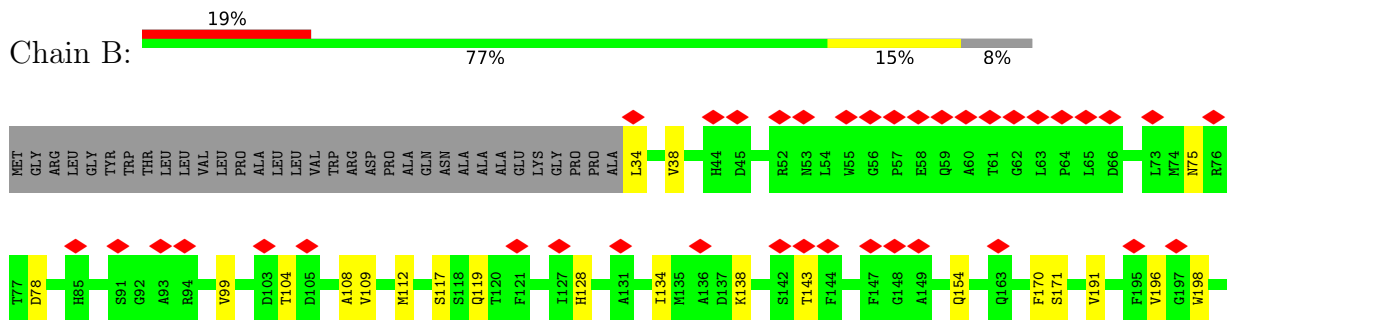 19%
Chain B:
77% 15% 8%
MET GLY ARG LEU GLY TYR TRP THR LEU LEU VAL LEU PRO ALA LEU LEU VAL TRP ARG ASP PRO ALA GLN ASN ALA ALA ALA GLU LYS GLY PRO PRO ALA L34 V38 H44 D45 R52 N53 L54 W55 G56 P57 E58 Q59 A60 T61 G62 L63 P64 L65 D66 L73 M74 N75 R76
T77 D78 H85 S91 G92 A93 R94 V99 D103 T104 D105 A108 V109 M112 S117 S118 Q119 T120 F121 I127 H128 A131 I134 M135 A136 D137 K138 S142 T143 F144 F147 G148 A149 Q154 Q163 F170 S171 V191 F195 V196 G197 W198